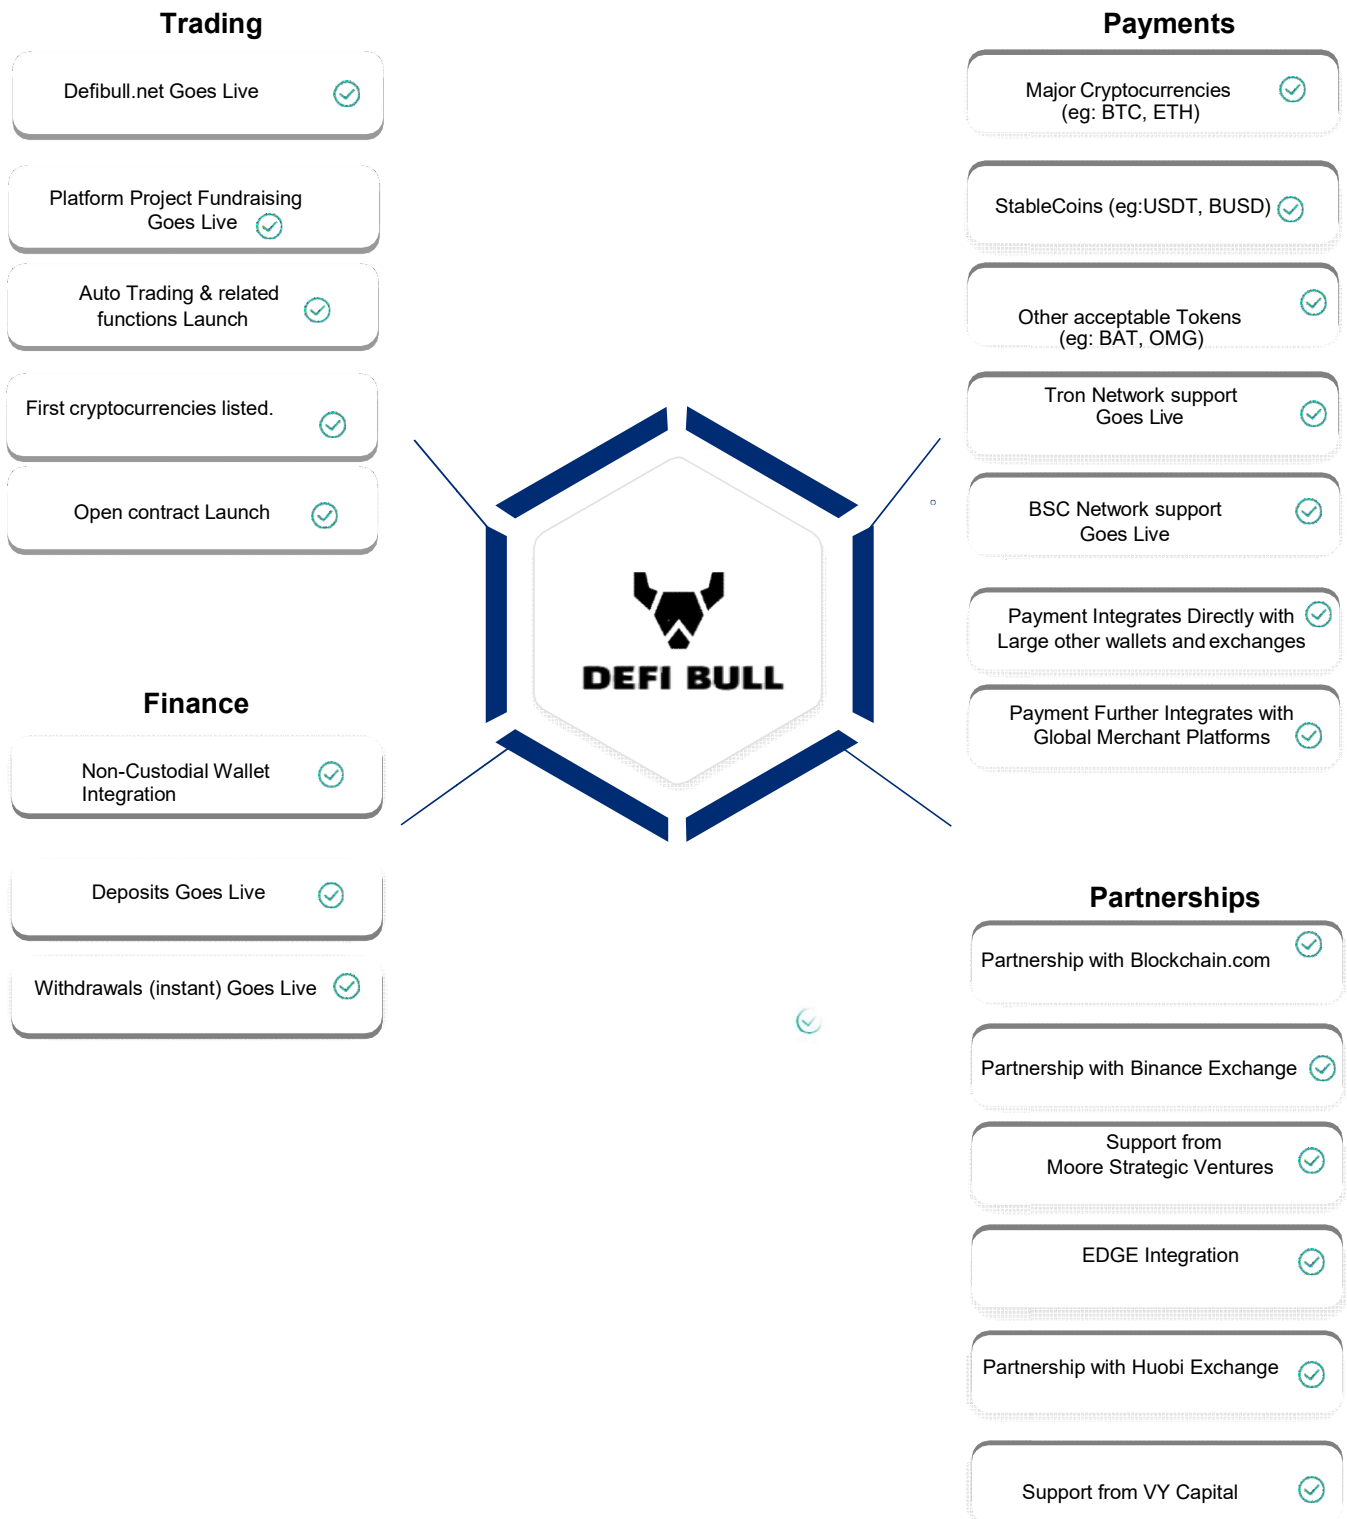 Trading
Defibull.net Goes Live
Platform Project Fundraising
Goes Live
Auto Trading & related
functions Launch
First cryptocurrencies listed.
Open contract Launch
Finance
Non-Custodial Wallet
Integration
Deposits Goes Live
Withdrawals (instant) Goes Live
DEFI BULL
Payments
Major Cryptocurrencies
(eg: BTC, ETH)
StableCoins (eg:USDT, BUSD)
Other acceptable Tokens
(eg: BAT, OMG)
Tron Network support
Goes Live
BSC Network support
Goes Live
Payment Integrates Directly with
Large other wallets and exchanges
Payment Further Integrates with
Global Merchant Platforms
Partnerships
Partnership with Blockchain.com
Partnership with Binance Exchange
Support from
Moore Strategic Ventures
EDGE Integration
Partnership with Huobi Exchange
Support from VY Capital